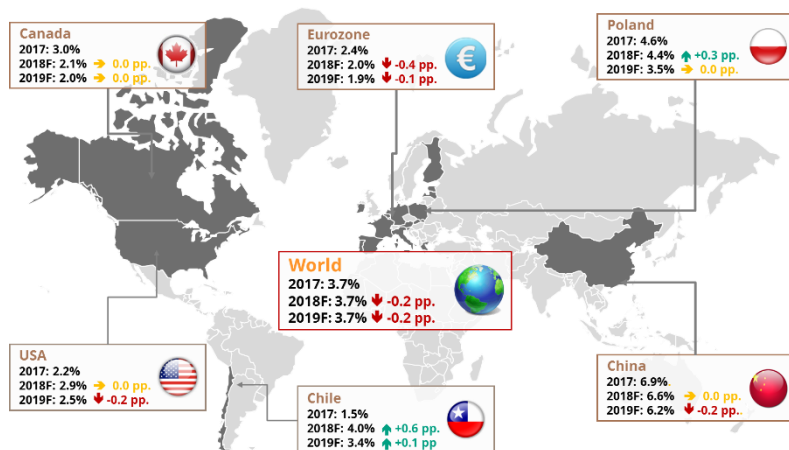 Canada
2017: 3.0%
2018F: 2.1% 0.0 pp.
2019F: 2.0% 0.0 pp.
Eurozone
2017: 2.4%
2018F: 2.0% -0.4 pp.
2019F: 1.9% -0.1 pp.
€
Poland
2017: 4.6%
2018F: 4.4% +0.3 pp.
2019F: 3.5% 0.0 pp.
World
2017: 3.7%
2018F: 3.7% -0.2 pp.
2019F: 3.7% -0.2 pp.
USA
2017: 2.2%
2018F: 2.9% 0.0 pp.
2019F: 2.5% -0.2 pp.
Chile
2017: 1.5%
2018F: 4.0% +0.6 pp.
2019F: 3.4% +0.1 pp
China
2017: 6.9%
2018F: 6.6% 0.0 pp.
2019F: 6.2% -0.2 pp.